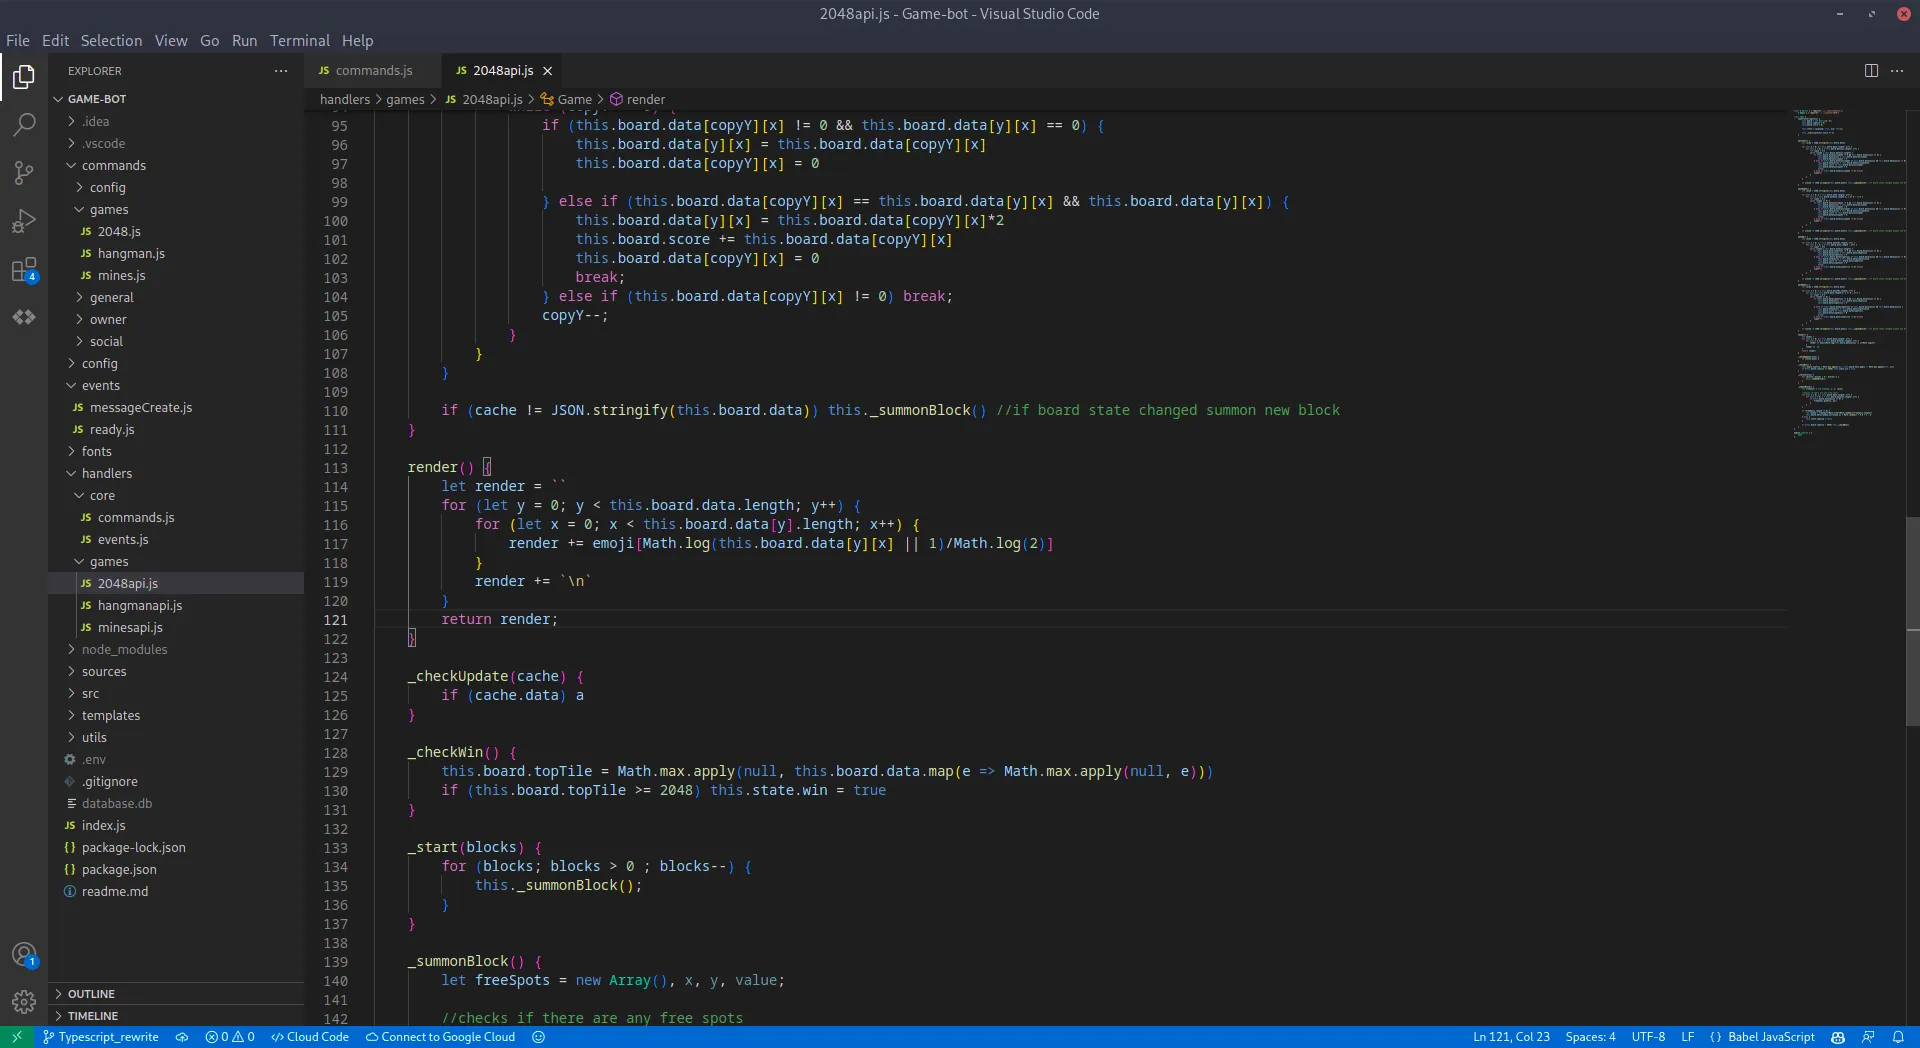 2048api.js - Game-bot - Visual Studio Code
File Edit Selection View Go Run Terminal Help
EXPLORER
GAME-BOT
.idea
.vscode
commands
config
games
JS 2048.js
JS hangman.js
JS mines.js
general
owner
social
config
events
JS messageCreate.js
JS ready.js
fonts
handlers
core
JS commands.js
JS events.js
games
JS 2048api.js
JS hangmanapi.js
JS minesapi.js
node_modules
sources
src
templates
utils
.env
.gitignore
database.db
JS index.js
{} package-lock.json
{} package.json
readme.md
OUTLINE
TIMELINE
4
1
JS commands.js JS 2048api.js
handlers > games > JS 2048api.js > Game > render
95 if (this.board.data[copyY][x] != 0 && this.board.data[y][x] == 0) {
96 this.board.data[y][x] = this.board.data[copyY][x]
97 this.board.data[copyY][x] = 0
98
99 } else if (this.board.data[copyY][x] == this.board.data[y][x] && this.board.data[y][x]) {
100 this.board.data[y][x] = this.board.data[copyY][x]*2
101 this.board.score += this.board.data[copyY][x]
102 this.board.data[copyY][x] = 0
103 break;
104 } else if (this.board.data[copyY][x] != 0) break;
105 copyY--;
106 }
107 }
108 }
109
110 if (cache != JSON.stringify(this.board.data)) this._summonBlock() //if board state changed summon new block
111 }
112
113 render() {
114 let render = ``
115 for (let y = 0; y < this.board.data.length; y++) {
116 for (let x = 0; x < this.board.data[y].length; x++) {
117 render += emoji[Math.log(this.board.data[y][x] || 1)/Math.log(2)]
118 }
119 render += `\n`
120 }
121 return render;
122 }
123
124 _checkUpdate(cache) {
125 if (cache.data) a
126 }
127
128 _checkWin() {
129 this.board.topTile = Math.max.apply(null, this.board.data.map(e => Math.max.apply(null, e)))
130 if (this.board.topTile >= 2048) this.state.win = true
131 }
132
133 _start(blocks) {
134 for (blocks; blocks > 0 ; blocks--) {
135 this._summonBlock();
136 }
137 }
138
139 _summonBlock() {
140 let freeSpots = new Array(), x, y, value;
141
142 //checks if there are any free spots
Typescript_rewrite 0 0 Cloud Code Connect to Google Cloud Ln 121, Col 23 Spaces: 4 UTF-8 LF {} Babel JavaScript